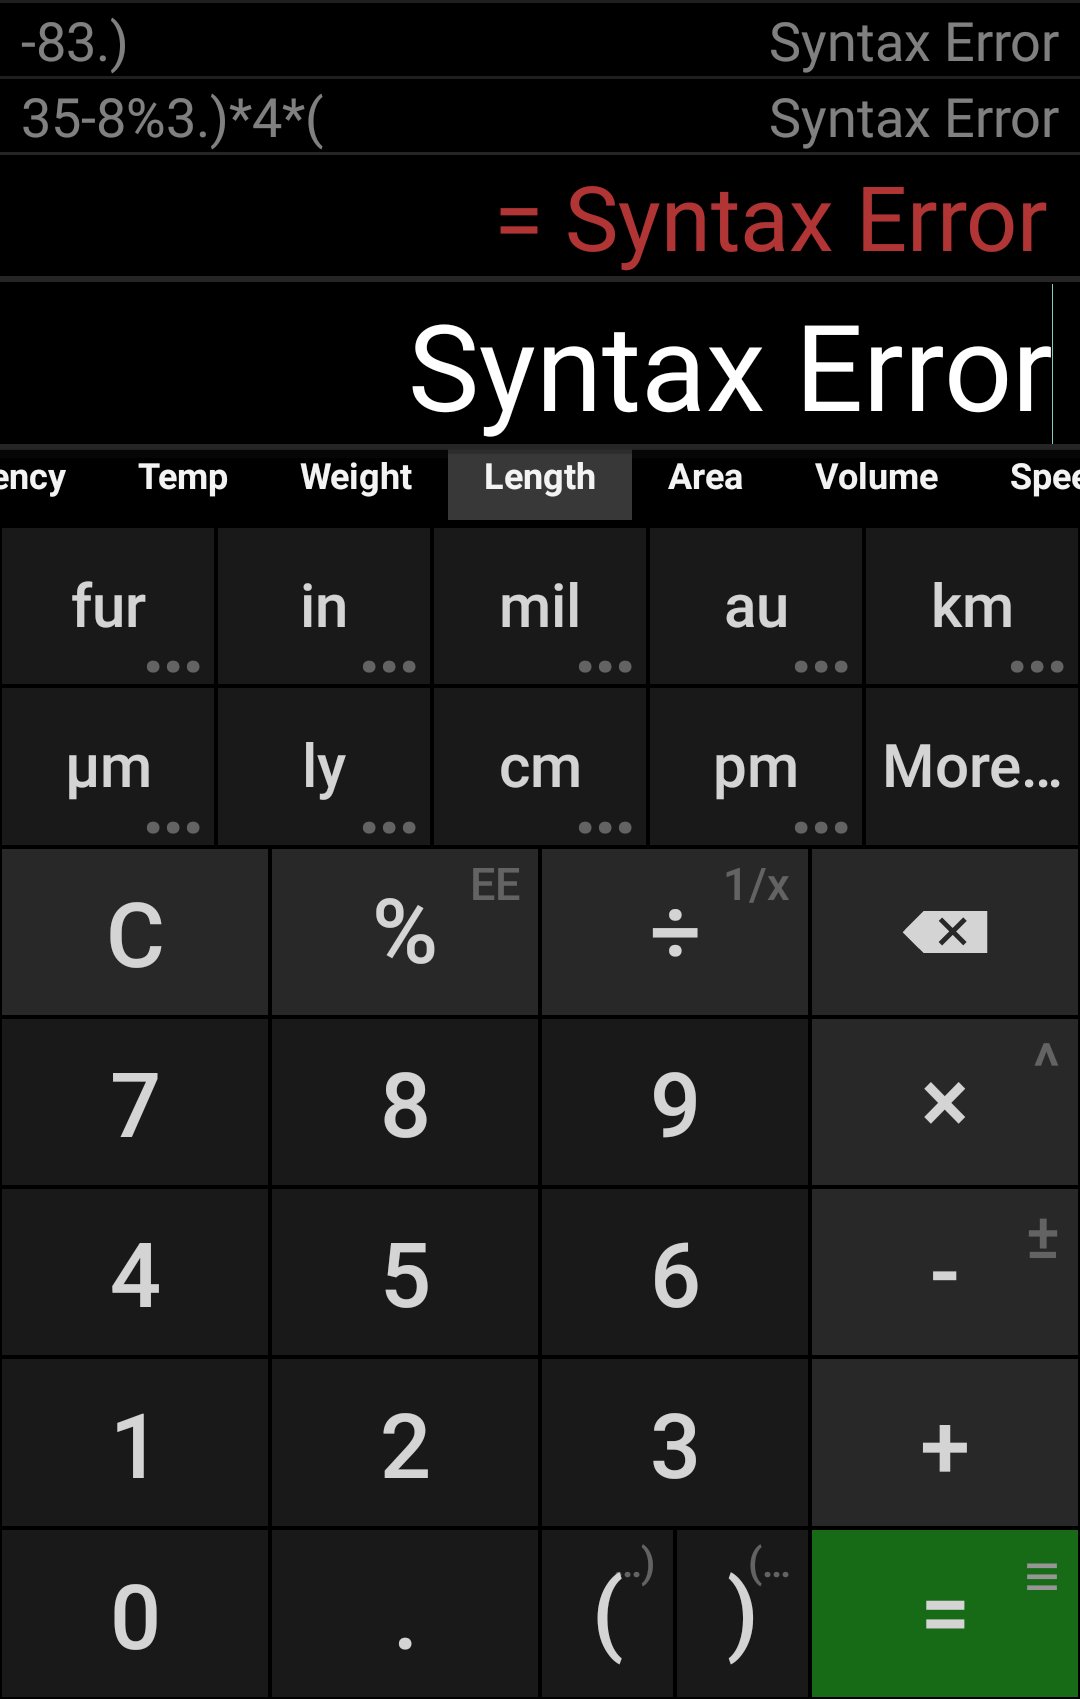 -83.) Syntax Error
35-8%3.)*4*( Syntax Error
= Syntax Error
Syntax Error
ency Temp Weight Length Area Volume Spee
fur in mil au km
µm ly cm pm More...
C % EE ÷ 1/x
7 8 9 × ^
4 5 6 - ±
1 2 3 +
0 . ( ..) ) (... = ≡